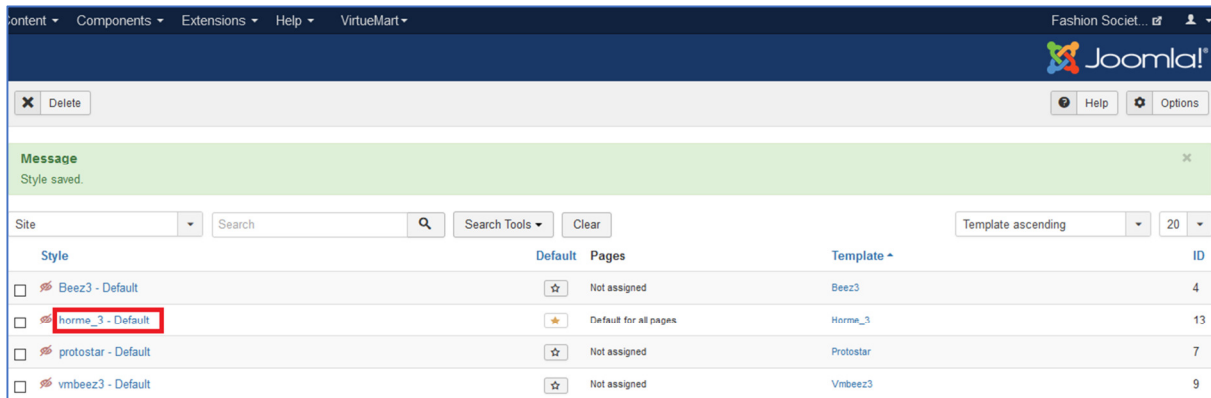 Content Components Extensions Help VirtueMart Fashion Societ...
Joomla!
Delete Help Options
Message
Style saved.
Site Search Search Tools Clear Template ascending 20
Style Default Pages Template ID
Beez3 - Default Not assigned Beez3 4
horme_3 - Default Default for all pages Horme_3 13
protostar - Default Not assigned Protostar 7
vmbeez3 - Default Not assigned Vmbeez3 9